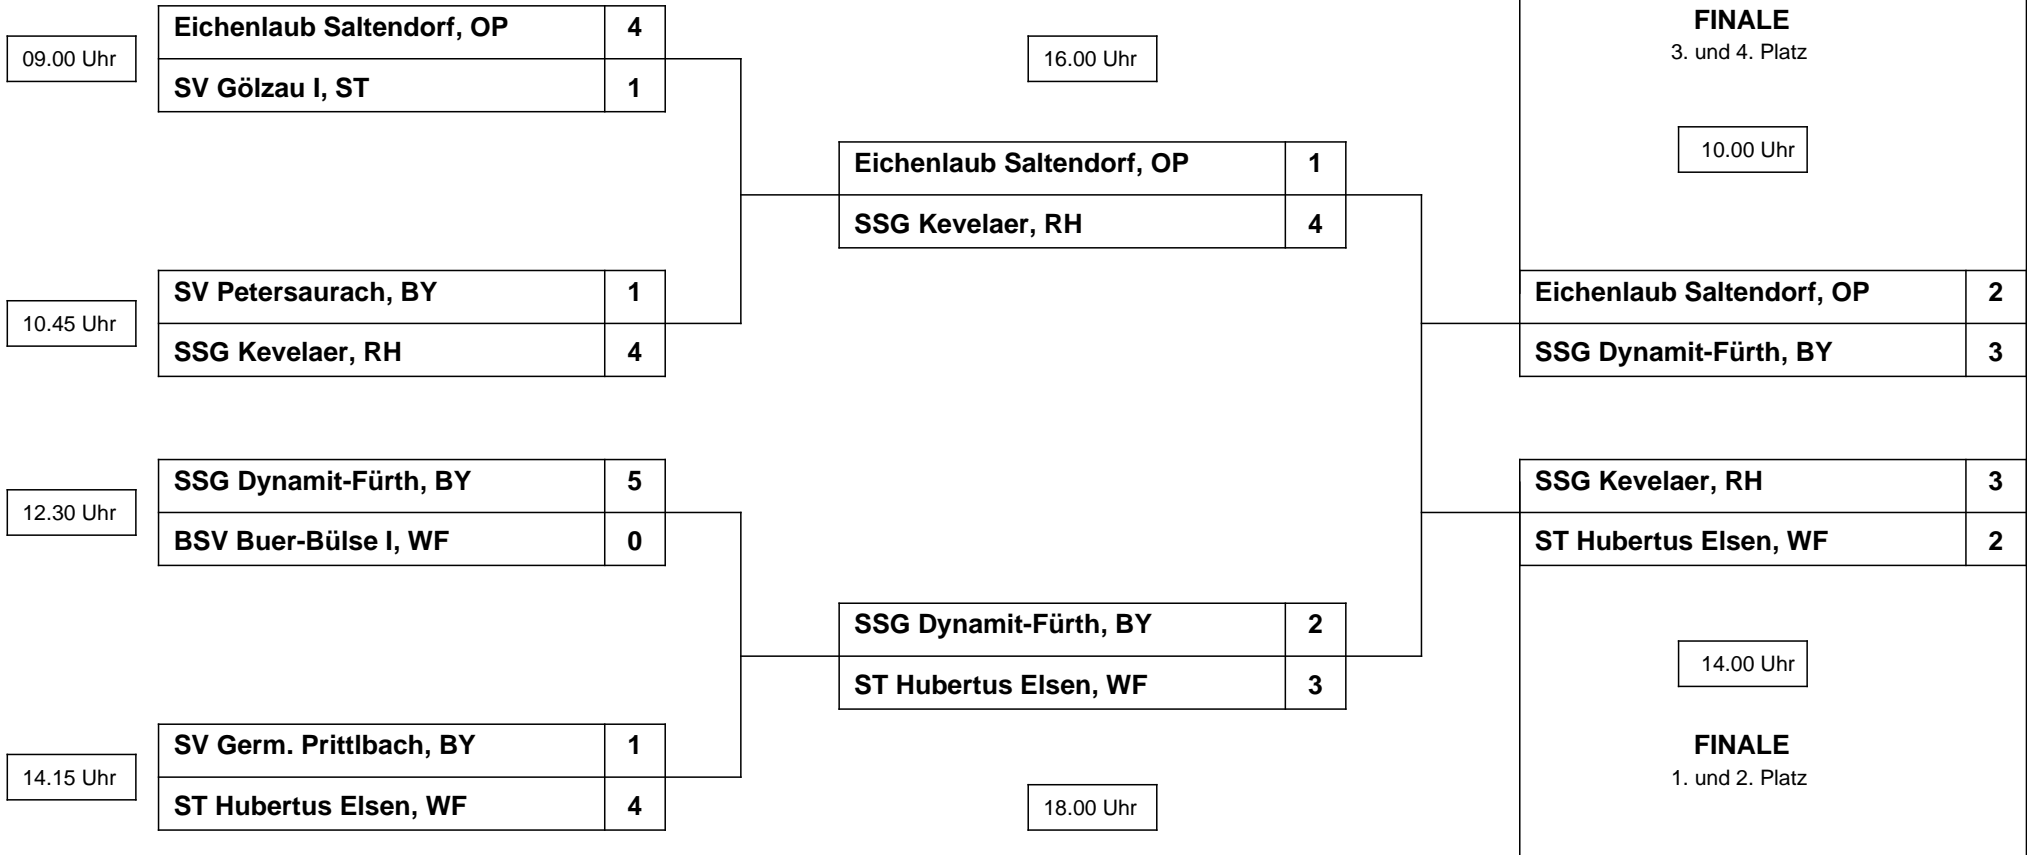 09.00 Uhr
Eichenlaub Saltendorf, OP 4
SV Gölzau I, ST 1
10.45 Uhr
SV Petersaurach, BY 1
SSG Kevelaer, RH 4
12.30 Uhr
SSG Dynamit-Fürth, BY 5
BSV Buer-Bülse I, WF 0
14.15 Uhr
SV Germ. Prittlbach, BY 1
ST Hubertus Elsen, WF 4
16.00 Uhr
Eichenlaub Saltendorf, OP 1
SSG Kevelaer, RH 4
SSG Dynamit-Fürth, BY 2
ST Hubertus Elsen, WF 3
18.00 Uhr
FINALE
3. und 4. Platz
10.00 Uhr
Eichenlaub Saltendorf, OP 2
SSG Dynamit-Fürth, BY 3
SSG Kevelaer, RH 3
ST Hubertus Elsen, WF 2
14.00 Uhr
FINALE
1. und 2. Platz